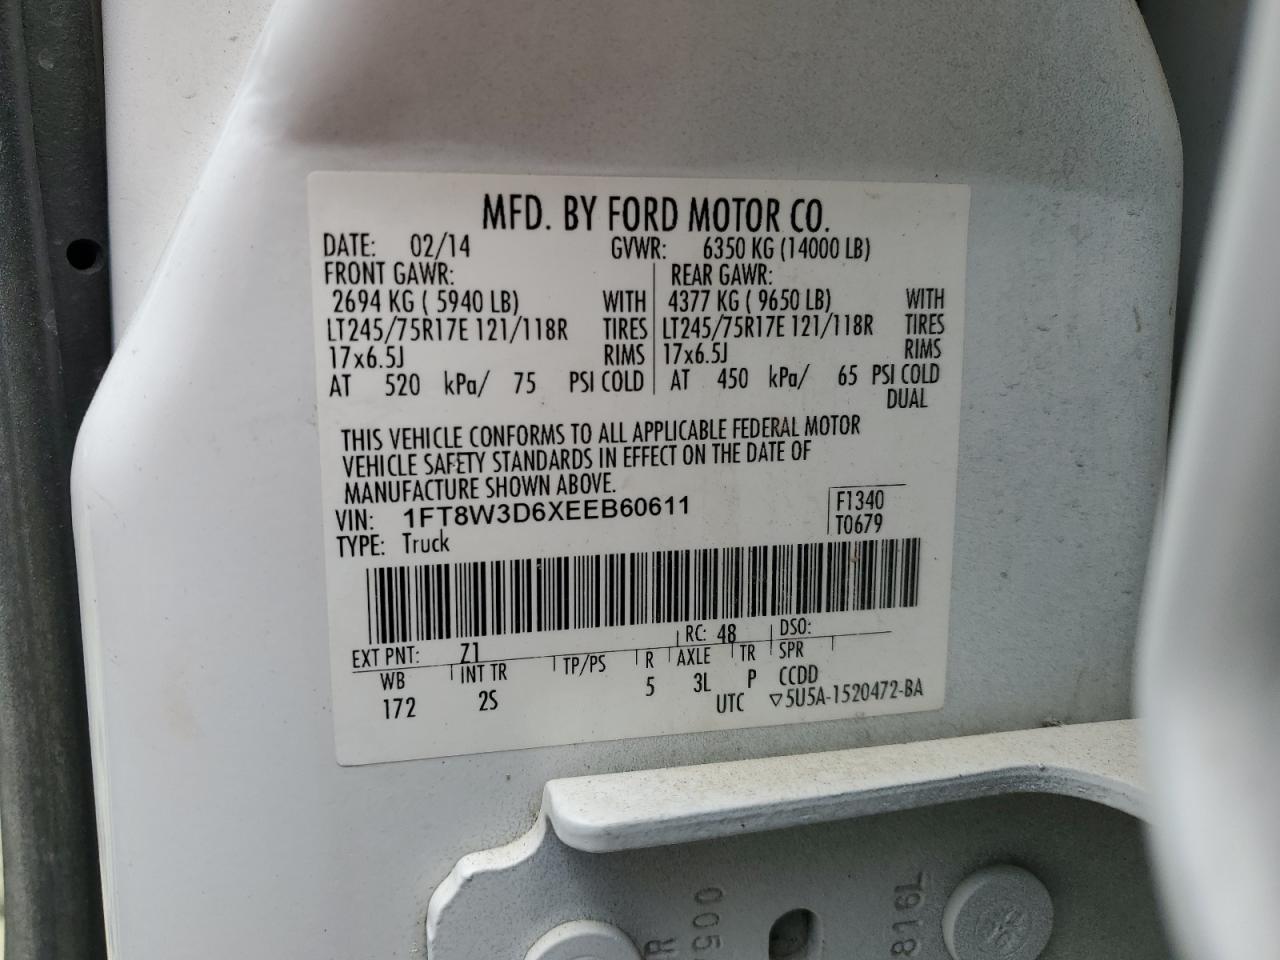 MFD. BY FORD MOTOR CO.
DATE: 02/14 GVWR: 6350 KG (14000 LB)
FRONT GAWR: REAR GAWR:
2694 KG ( 5940 LB) WITH 4377 KG ( 9650 LB) WITH
LT245/75R17E 121/118R TIRES LT245/75R17E 121/118R TIRES
17x6.5J RIMS 17x6.5J RIMS
AT 520 kPa/ 75 PSI COLD AT 450 kPa/ 65 PSI COLD
DUAL
THIS VEHICLE CONFORMS TO ALL APPLICABLE FEDERAL MOTOR
VEHICLE SAFETY STANDARDS IN EFFECT ON THE DATE OF
MANUFACTURE SHOWN ABOVE.
VIN: 1FT8W3D6XEEB60611 F1340
TYPE: Truck T0679
EXT PNT: Z1 RC: 48 DSO:
WB INT TR TP/PS R AXLE TR SPR
172 2S 5 3L P CCDD
UTC ▽5U5A-1520472-BA
816L
005
R